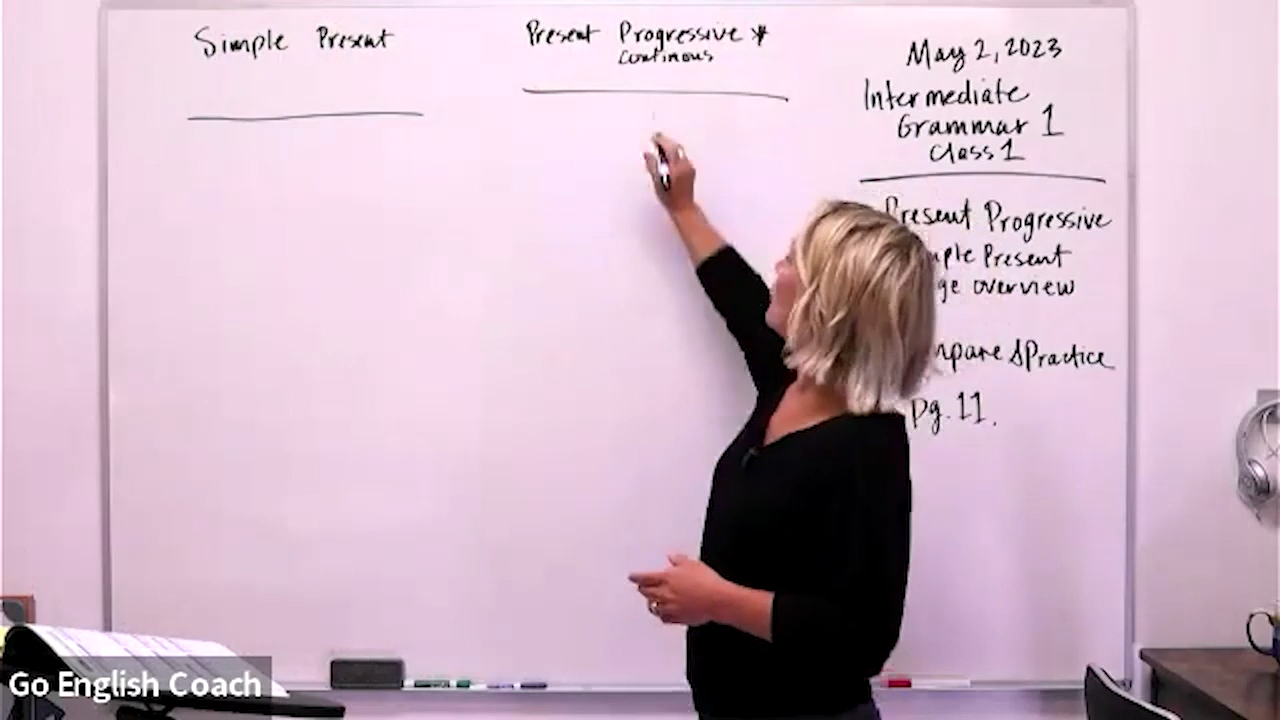 Simple Present
Present Progressive *
Continous
May 2, 2023
Intermediate
Grammar 1
Class 1
Present Progressive
Present
overview
& Practice
pg. 11.
Go English Coach